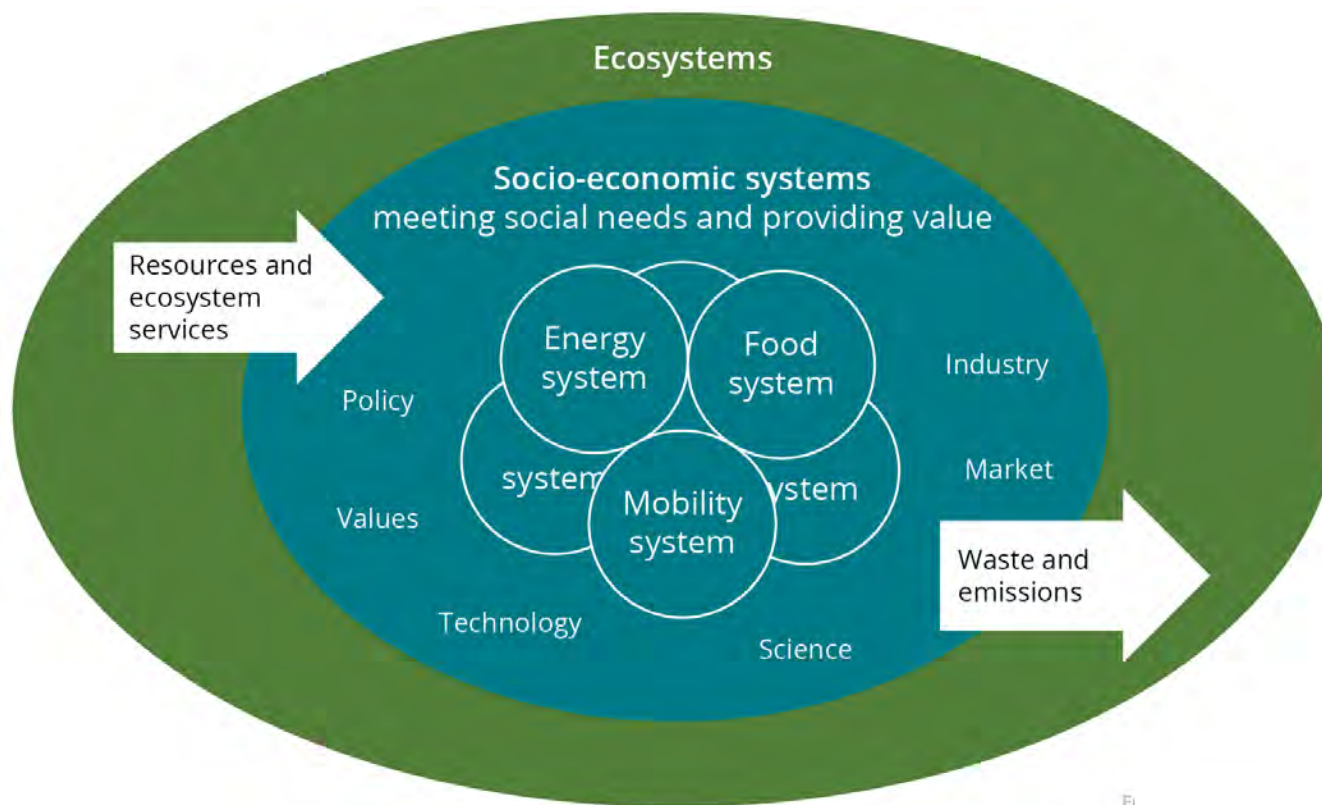 Ecosystems
Socio-economic systems
meeting social needs and providing value
Resources and
ecosystem
services
Energy
system
Food
system
Industry
Policy
Market
system
ystem
Mobility
system
Values
Waste and
emissions
Technology
Science